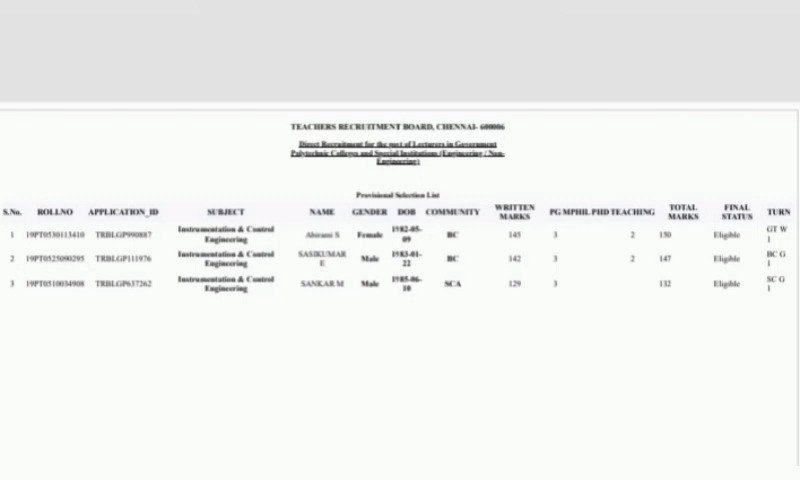 TEACHERS RECRUITMENT BOARD, CHENNAI- 600006
Direct Recruitment for the post of Lecturers in Government
Polytechnic Colleges and Special Institutions (Engineering / Non-
Engineering)
Provisional Selection List
S.No. ROLLNO APPLICATION_ID SUBJECT NAME GENDER DOB COMMUNITY WRITTEN MARKS PG MPHIL PHD TEACHING TOTAL MARKS FINAL STATUS TURN
1 19PT0530113410 TRBLGP990887 Instrumentation & Control Engineering Abirami S Female 1982-05-09 BC 145 3 2 150 Eligible GT W 1
2 19PT0525090295 TRBLGP111976 Instrumentation & Control Engineering SASIKUMAR E Male 1983-01-22 BC 142 3 2 147 Eligible BC G 1
3 19PT0510034908 TRBLGP637262 Instrumentation & Control Engineering SANKAR M Male 1985-06-10 SCA 129 3 132 Eligible SC G 1